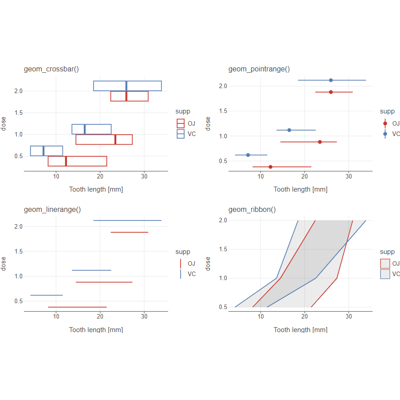 geom_crossbar()
dose
2.0
1.5
1.0
0.5
10
20
30
Tooth length [mm]
supp
OJ
VC
geom_pointrange()
dose
2.0
1.5
1.0
0.5
10
20
30
Tooth length [mm]
supp
OJ
VC
geom_linerange()
dose
2.0
1.5
1.0
0.5
10
20
30
Tooth length [mm]
supp
OJ
VC
geom_ribbon()
dose
2.0
1.5
1.0
0.5
10
20
30
Tooth length [mm]
supp
OJ
VC